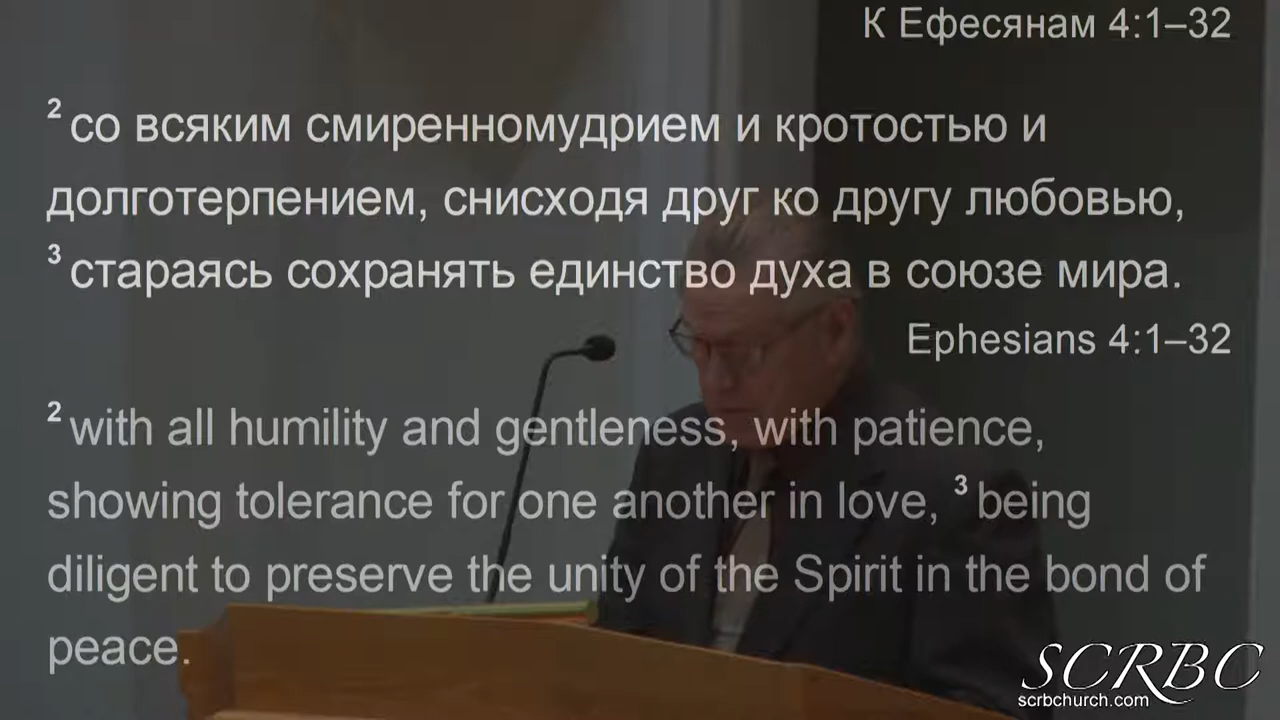 К Ефесянам 4:1–32
2 со всяким смиренномудрием и кротостью и
долготерпением, снисходя друг ко другу любовью,
3 стараясь сохранять единство духа в союзе мира.
Ephesians 4:1–32
2 with all humility and gentleness, with patience,
showing tolerance for one another in love, 3 being
diligent to preserve the unity of the Spirit in the bond of
peace.
SCRBC
scrbchurch.com